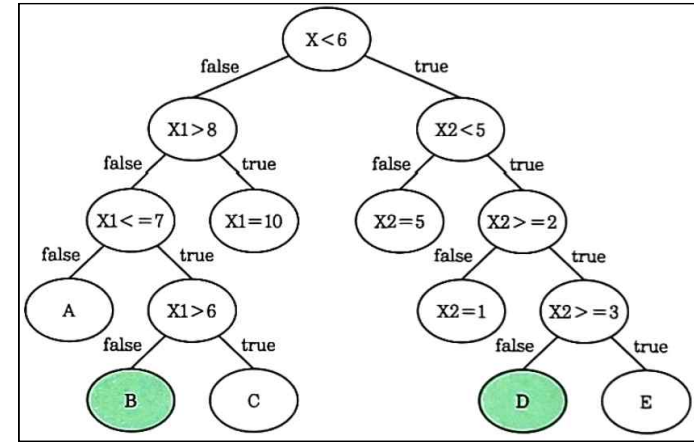 X<6
false
true
X1>8
X2<5
false
true
false
true
X1<=7
X1=10
X2=5
X2>=2
false
true
false
true
A
X1>6
X2=1
X2>=3
false
true
false
true
B
C
D
E